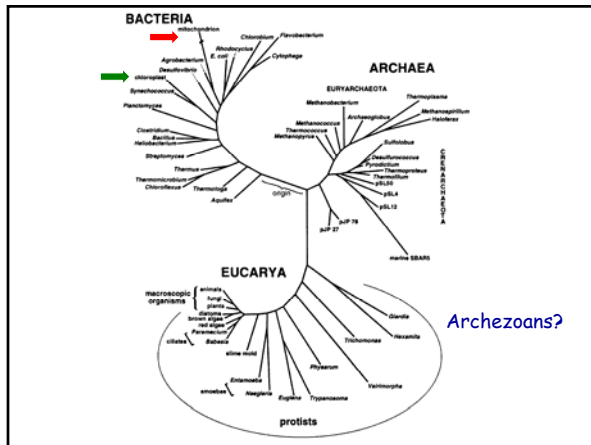 BACTERIA
mitochondrion
Chlorobium
Flavobacterium
Rhodocyclus
E. coli
Cytophaga
Agrobacterium
Desulfovibrio
chloroplast
Synechococcus
Planctomyces
Clostridium
Bacillus
Heliobacterium
Streptomyces
Thermus
Thermomicrobium
Chloroflexus
Thermotoga
Aquifex
origin
ARCHAEA
EURYARCHAEOTA
Methanobacterium
Thermoplasma
Archaeoglobus
Methanospirillum
Haloferax
Methanococcus
Thermococcus
Methanopyrus
Sulfolobus
Desulfurococcus
Pyrodictium
Thermoproteus
Thermofilum
pSL50
pSL4
pSL12
CRENARCHAEOTA
pJP 78
pJP 27
marine SBAR5
EUCARYA
macroscopic
organisms
animals
fungi
plants
diatoms
brown algae
red algae
ciliates
Paramecium
Babesia
slime mold
amoebas
Entamoeba
Naegleria
Euglena
Trypanosoma
Physarum
Vairimorpha
Trichomonas
Hexamita
Giardia
protists
Archezoans?